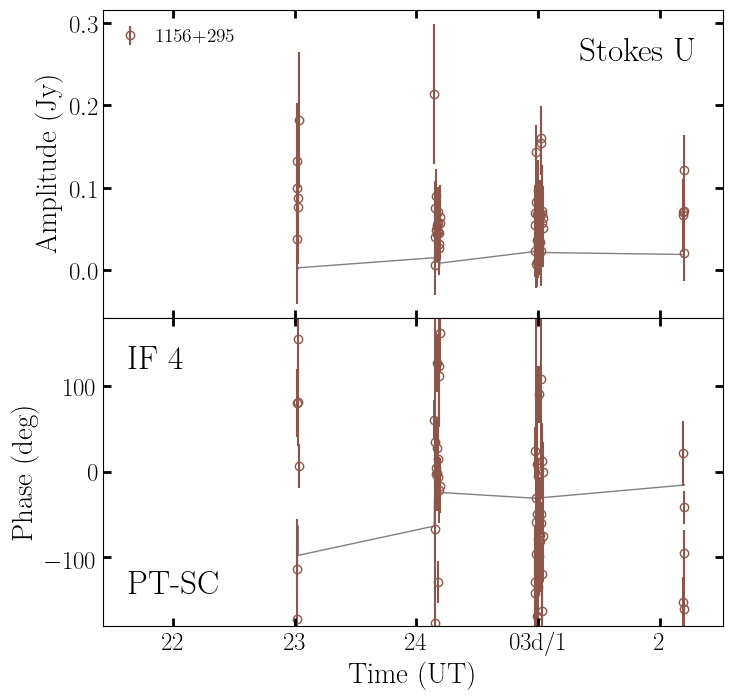 0.3
1156+295
Stokes U
0.2
0.1
0.0
Amplitude (Jy)
IF 4
100
0
−100
Phase (deg)
PT-SC
22 23 24 03d/1 2
Time (UT)